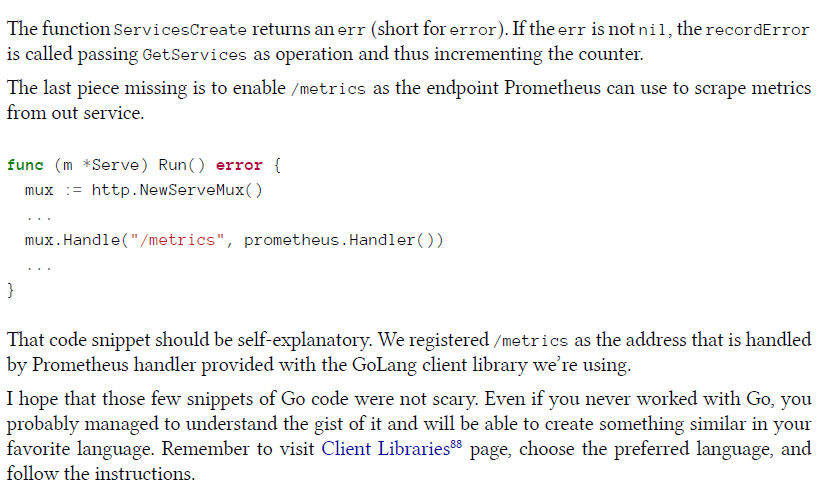 The function ServicesCreate returns an err (short for error). If the err is not nil, the recordError
is called passing GetServices as operation and thus incrementing the counter.
The last piece missing is to enable /metrics as the endpoint Prometheus can use to scrape metrics
from out service.
func (m *Serve) Run() error {
  mux := http.NewServeMux()
  ...
  mux.Handle("/metrics", prometheus.Handler())
  ...
}
That code snippet should be self-explanatory. We registered /metrics as the address that is handled
by Prometheus handler provided with the GoLang client library we're using.
I hope that those few snippets of Go code were not scary. Even if you never worked with Go, you
probably managed to understand the gist of it and will be able to create something similar in your
favorite language. Remember to visit Client Libraries⁸⁸ page, choose the preferred language, and
follow the instructions.